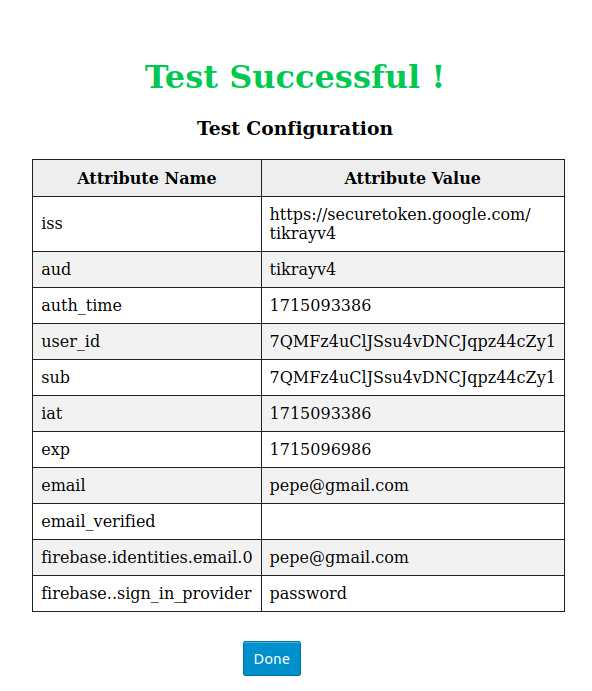 Test Successful !
Test Configuration
Attribute Name Attribute Value
iss https://securetoken.google.com/
tikrayv4
aud tikrayv4
auth_time 1715093386
user_id 7QMFz4uClJSsu4vDNCJqpz44cZy1
sub 7QMFz4uClJSsu4vDNCJqpz44cZy1
iat 1715093386
exp 1715096986
email pepe@gmail.com
email_verified
firebase.identities.email.0 pepe@gmail.com
firebase..sign_in_provider password
Done